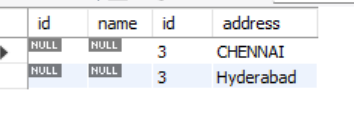 id name id address
NULL NULL 3 CHENNAI
NULL NULL 3 Hyderabad